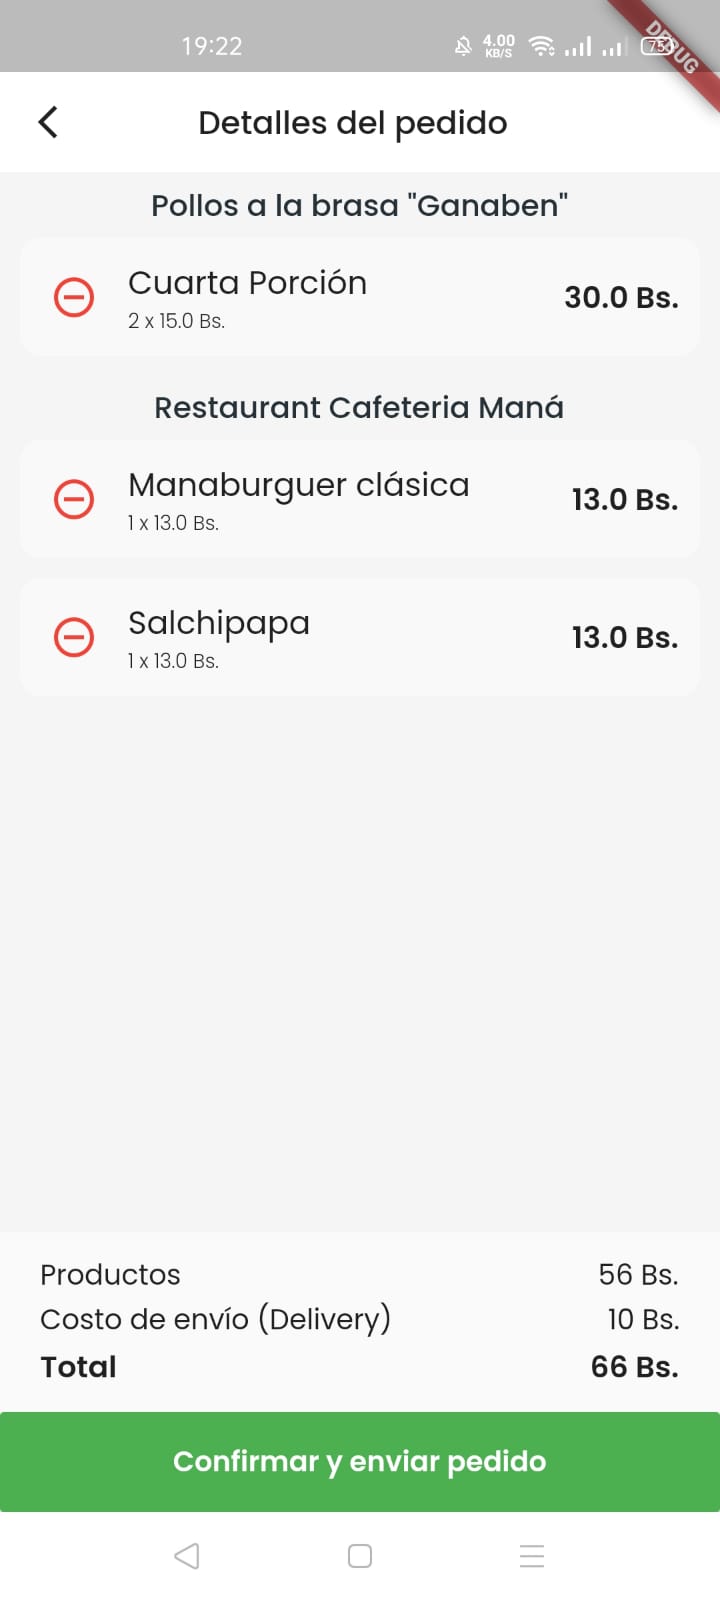 19:22
4.00
KB/S
75
DEBUG
Detalles del pedido
Pollos a la brasa "Ganaben"
Cuarta Porción
2 x 15.0 Bs.
30.0 Bs.
Restaurant Cafeteria Maná
Manaburguer clásica
1 x 13.0 Bs.
13.0 Bs.
Salchipapa
1 x 13.0 Bs.
13.0 Bs.
Productos 56 Bs.
Costo de envío (Delivery) 10 Bs.
Total 66 Bs.
Confirmar y enviar pedido